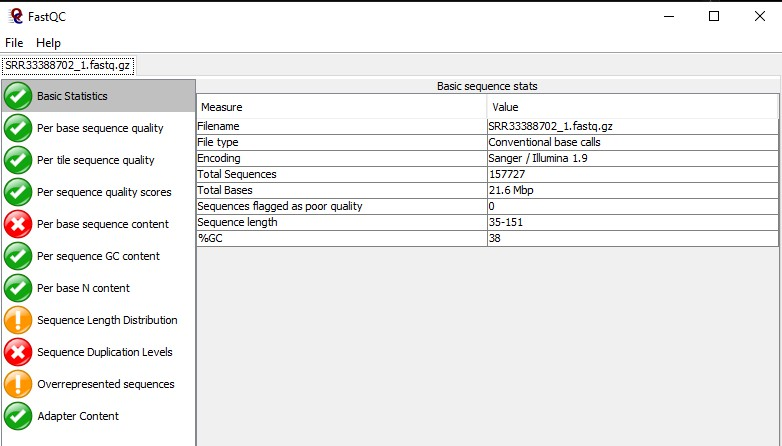 FastQC
File Help
SRR33388702_1.fastq.gz
Basic Statistics
Per base sequence quality
Per tile sequence quality
Per sequence quality scores
Per base sequence content
Per sequence GC content
Per base N content
Sequence Length Distribution
Sequence Duplication Levels
Overrepresented sequences
Adapter Content
Basic sequence stats
Measure Value
Filename SRR33388702_1.fastq.gz
File type Conventional base calls
Encoding Sanger / Illumina 1.9
Total Sequences 157727
Total Bases 21.6 Mbp
Sequences flagged as poor quality 0
Sequence length 35-151
%GC 38